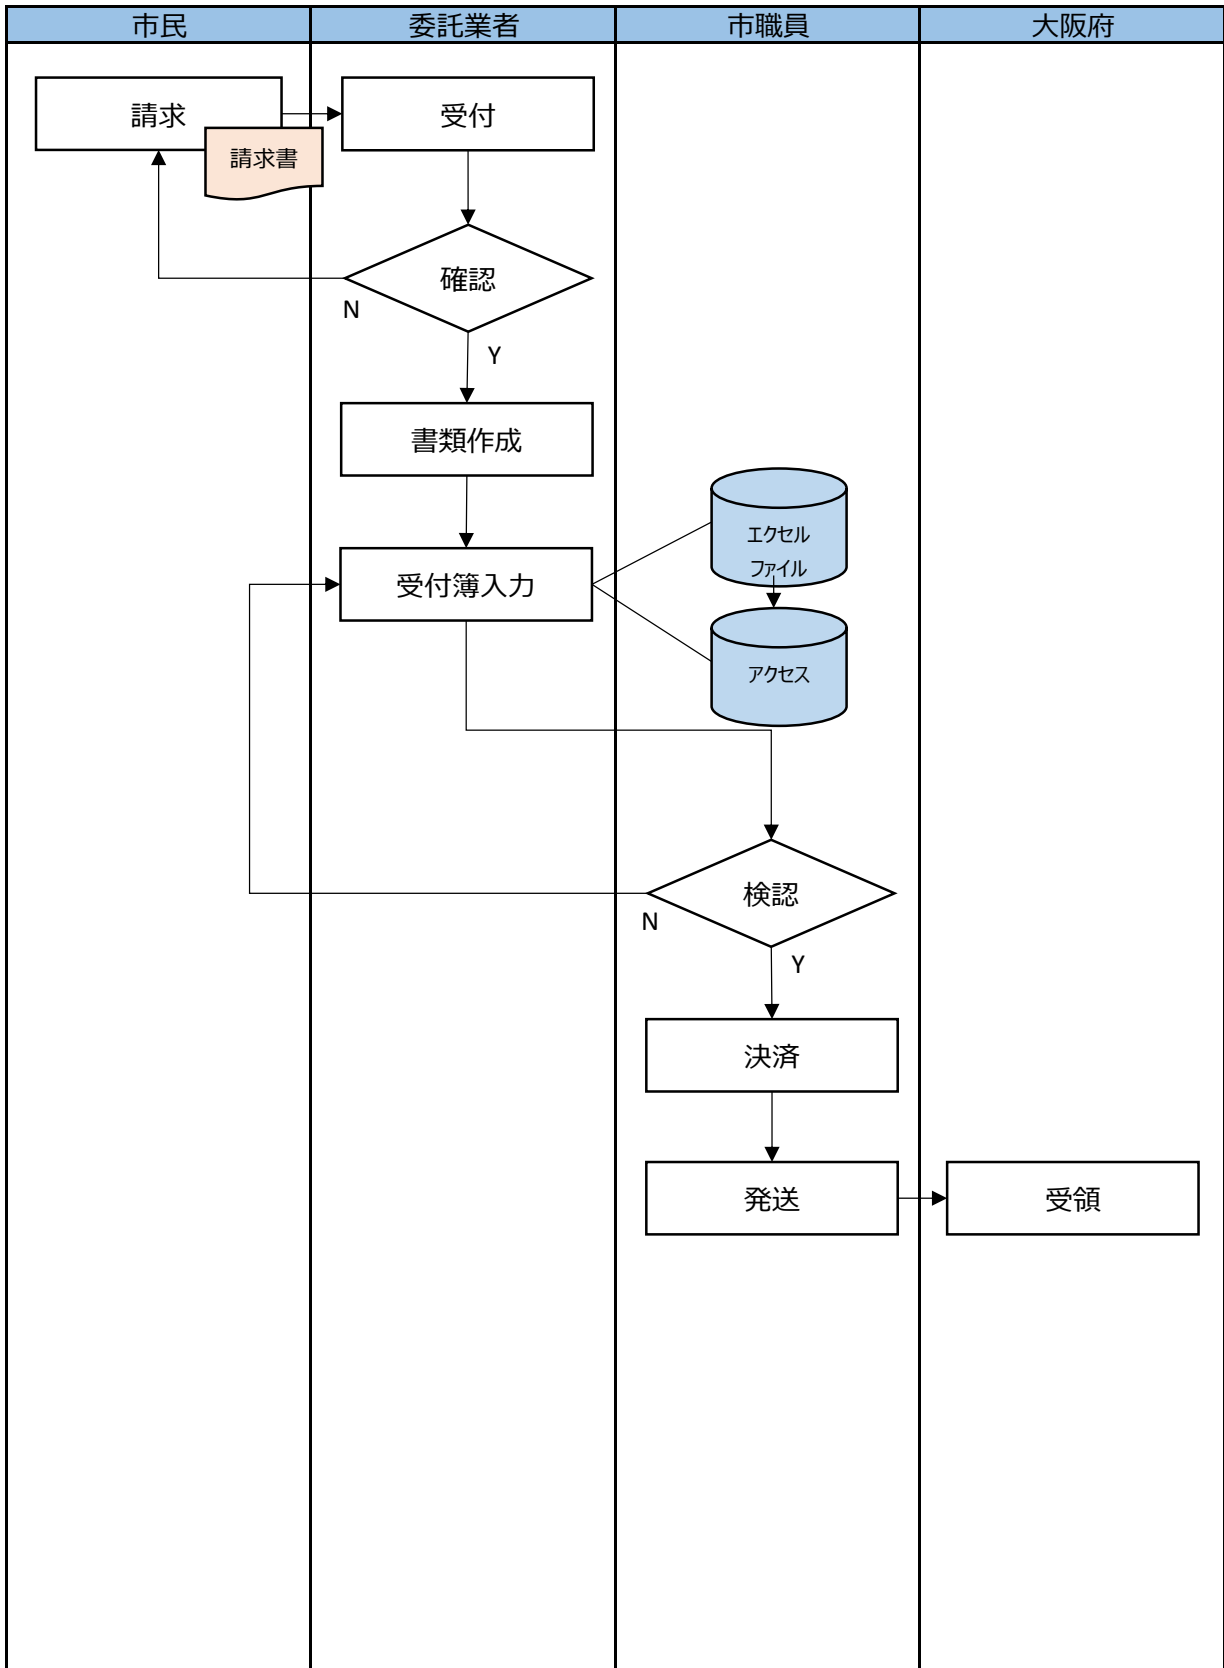 市民
委託業者
市職員
大阪府
請求
受付
請求書
確認
N
Y
書類作成
エクセル
ファイル
受付簿入力
アクセス
検認
N
Y
決済
発送
受領